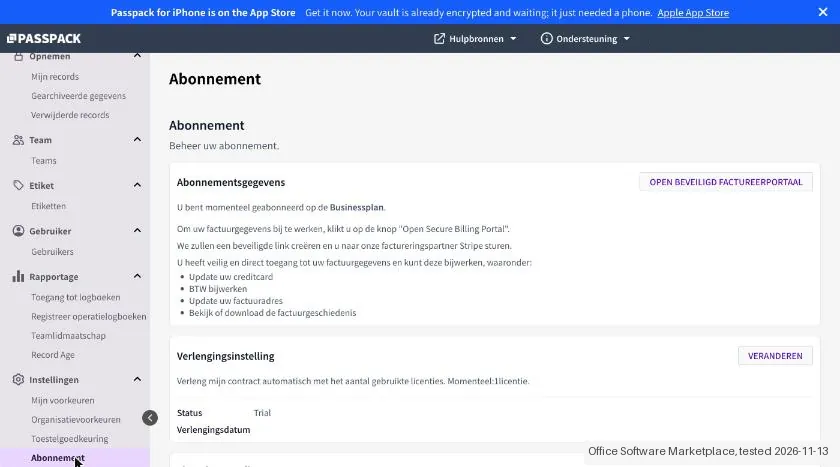 Passpack for iPhone is on the App Store Get it now. Your vault is already encrypted and waiting; it just needed a phone. Apple App Store
PASSPACK
Hulpbronnen
Ondersteuning
Opnemen
Mijn records
Gearchiveerde gegevens
Verwijderde records
Team
Teams
Etiket
Etiketten
Gebruiker
Gebruikers
Rapportage
Toegang tot logboeken
Registreer operatielogboeken
Teamlidmaatschap
Record Age
Instellingen
Mijn voorkeuren
Organisatievoorkeuren
Toestelgoedkeuring
Abonnement
Abonnement
Abonnement
Beheer uw abonnement.
Abonnementsgegevens
OPEN BEVEILIGD FACTUREERPORTAAL
U bent momenteel geabonneerd op de Businessplan.
Om uw factuurgegevens bij te werken, klikt u op de knop "Open Secure Billing Portal".
We zullen een beveiligde link creëren en u naar onze factureringspartner Stripe sturen.
U heeft veilig en direct toegang tot uw factuurgegevens en kunt deze bijwerken, waaronder:
Update uw creditcard
BTW bijwerken
Update uw factuuradres
Bekijk of download de factuurgeschiedenis
Verlengingsinstelling
VERANDEREN
Verleng mijn contract automatisch met het aantal gebruikte licenties. Momenteel:1licentie.
Status Trial
Verlengingsdatum
Office Software Marketplace, tested 2026-11-13